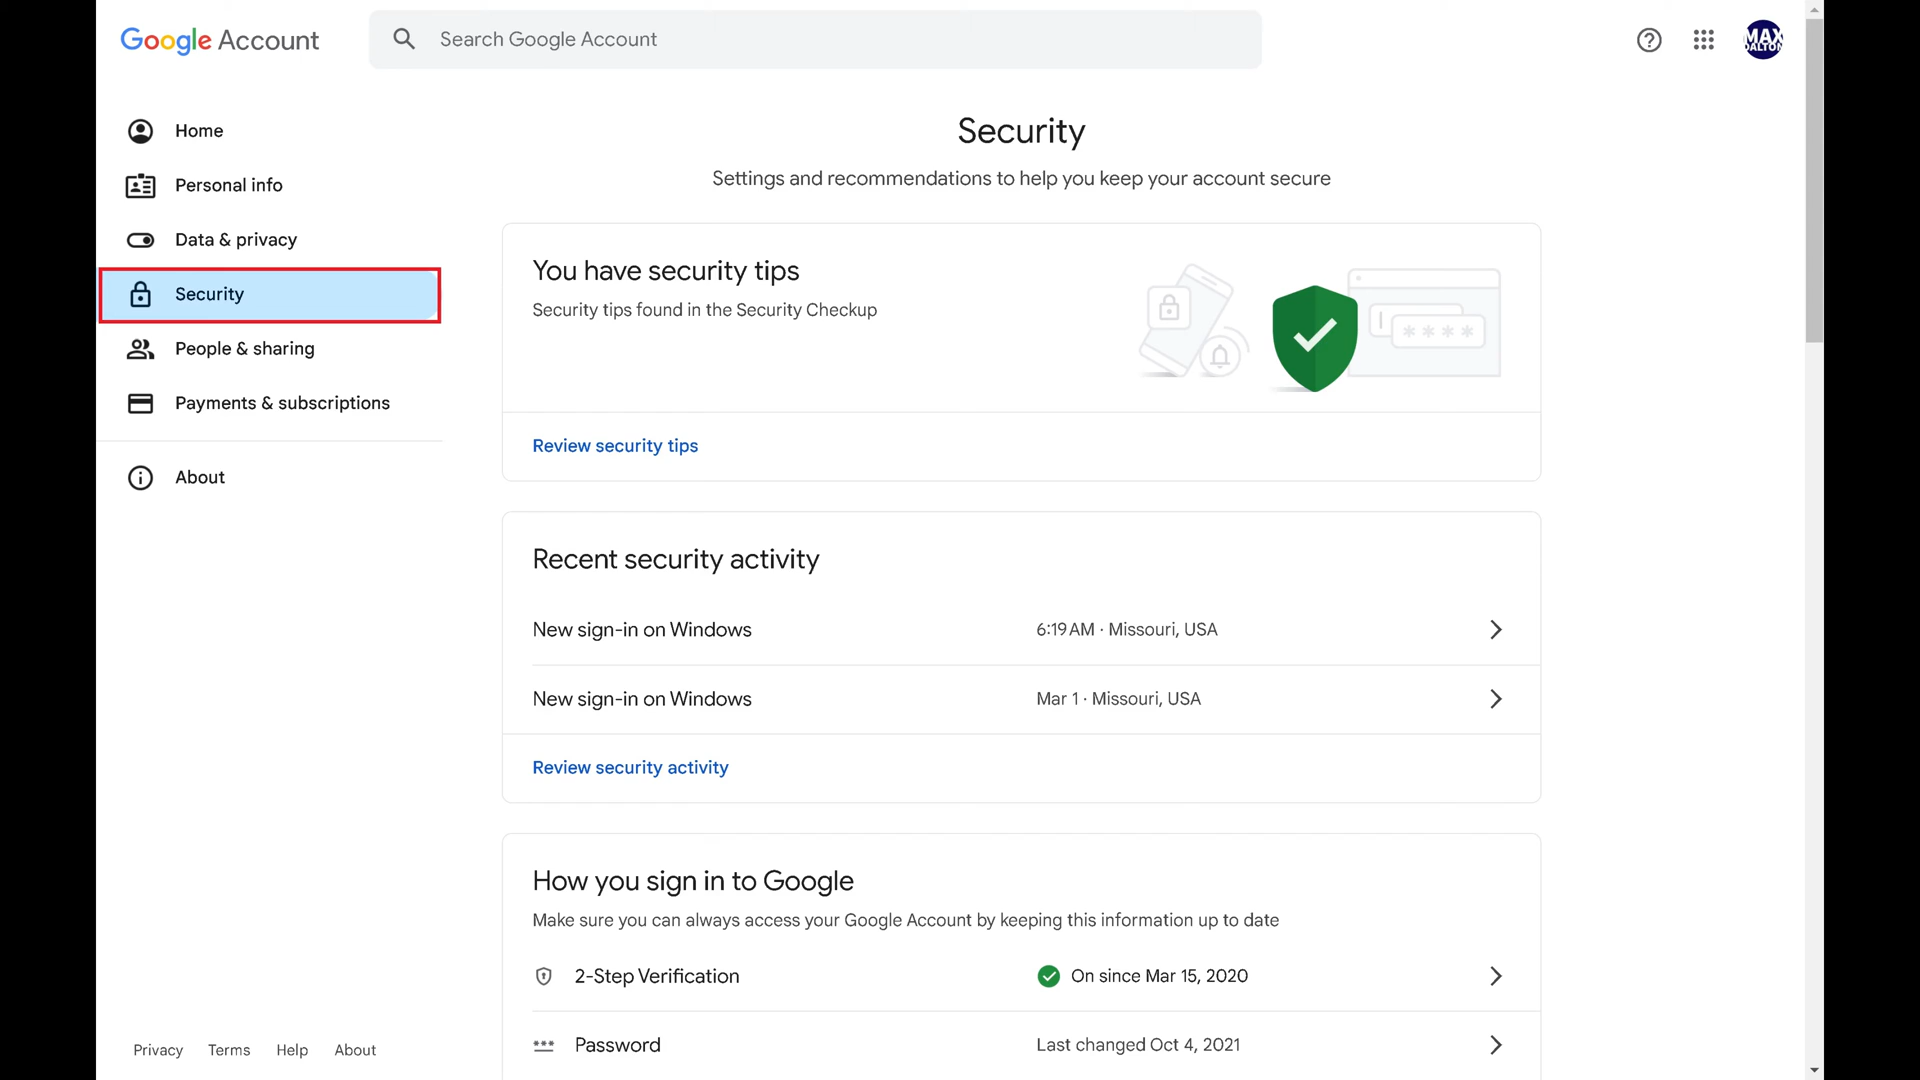 Google Account
Search Google Account
MAX
DALTON
Home
Personal info
Data & privacy
Security
People & sharing
Payments & subscriptions
About
Privacy Terms Help About
Security
Settings and recommendations to help you keep your account secure
You have security tips
Security tips found in the Security Checkup
****
Review security tips
Recent security activity
New sign-in on Windows 6:19 AM · Missouri, USA
New sign-in on Windows Mar 1 · Missouri, USA
Review security activity
How you sign in to Google
Make sure you can always access your Google Account by keeping this information up to date
2-Step Verification On since Mar 15, 2020
Password Last changed Oct 4, 2021